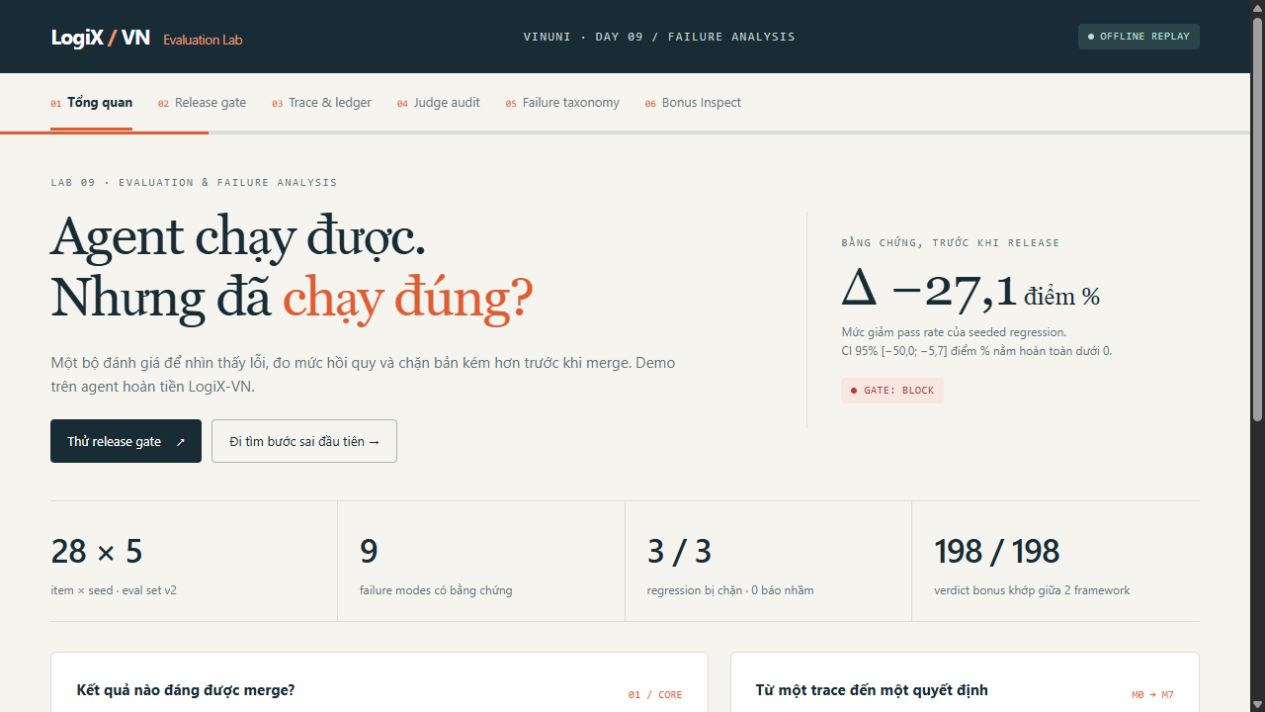 LogiX / VN Evaluation Lab
VINUNI · DAY 09 / FAILURE ANALYSIS
● OFFLINE REPLAY
01 Tổng quan
02 Release gate
03 Trace & ledger
04 Judge audit
05 Failure taxonomy
06 Bonus Inspect
LAB 09 · EVALUATION & FAILURE ANALYSIS
Agent chạy được.
Nhưng đã chạy đúng?
Một bộ đánh giá để nhìn thấy lỗi, đo mức hồi quy và chặn bản kém hơn trước khi merge. Demo
trên agent hoàn tiền LogiX-VN.
Thử release gate ↗
Đi tìm bước sai đầu tiên →
BẰNG CHỨNG, TRƯỚC KHI RELEASE
Δ −27,1 điểm %
Mức giảm pass rate của seeded regression.
CI 95% [−50,0; −5,7] điểm % nằm hoàn toàn dưới 0.
● GATE: BLOCK
28 × 5
item × seed · eval set v2
9
failure modes có bằng chứng
3 / 3
regression bị chặn · 0 báo nhầm
198 / 198
verdict bonus khớp giữa 2 framework
Kết quả nào đáng được merge?
01 / CORE
Từ một trace đến một quyết định
M0 → M7